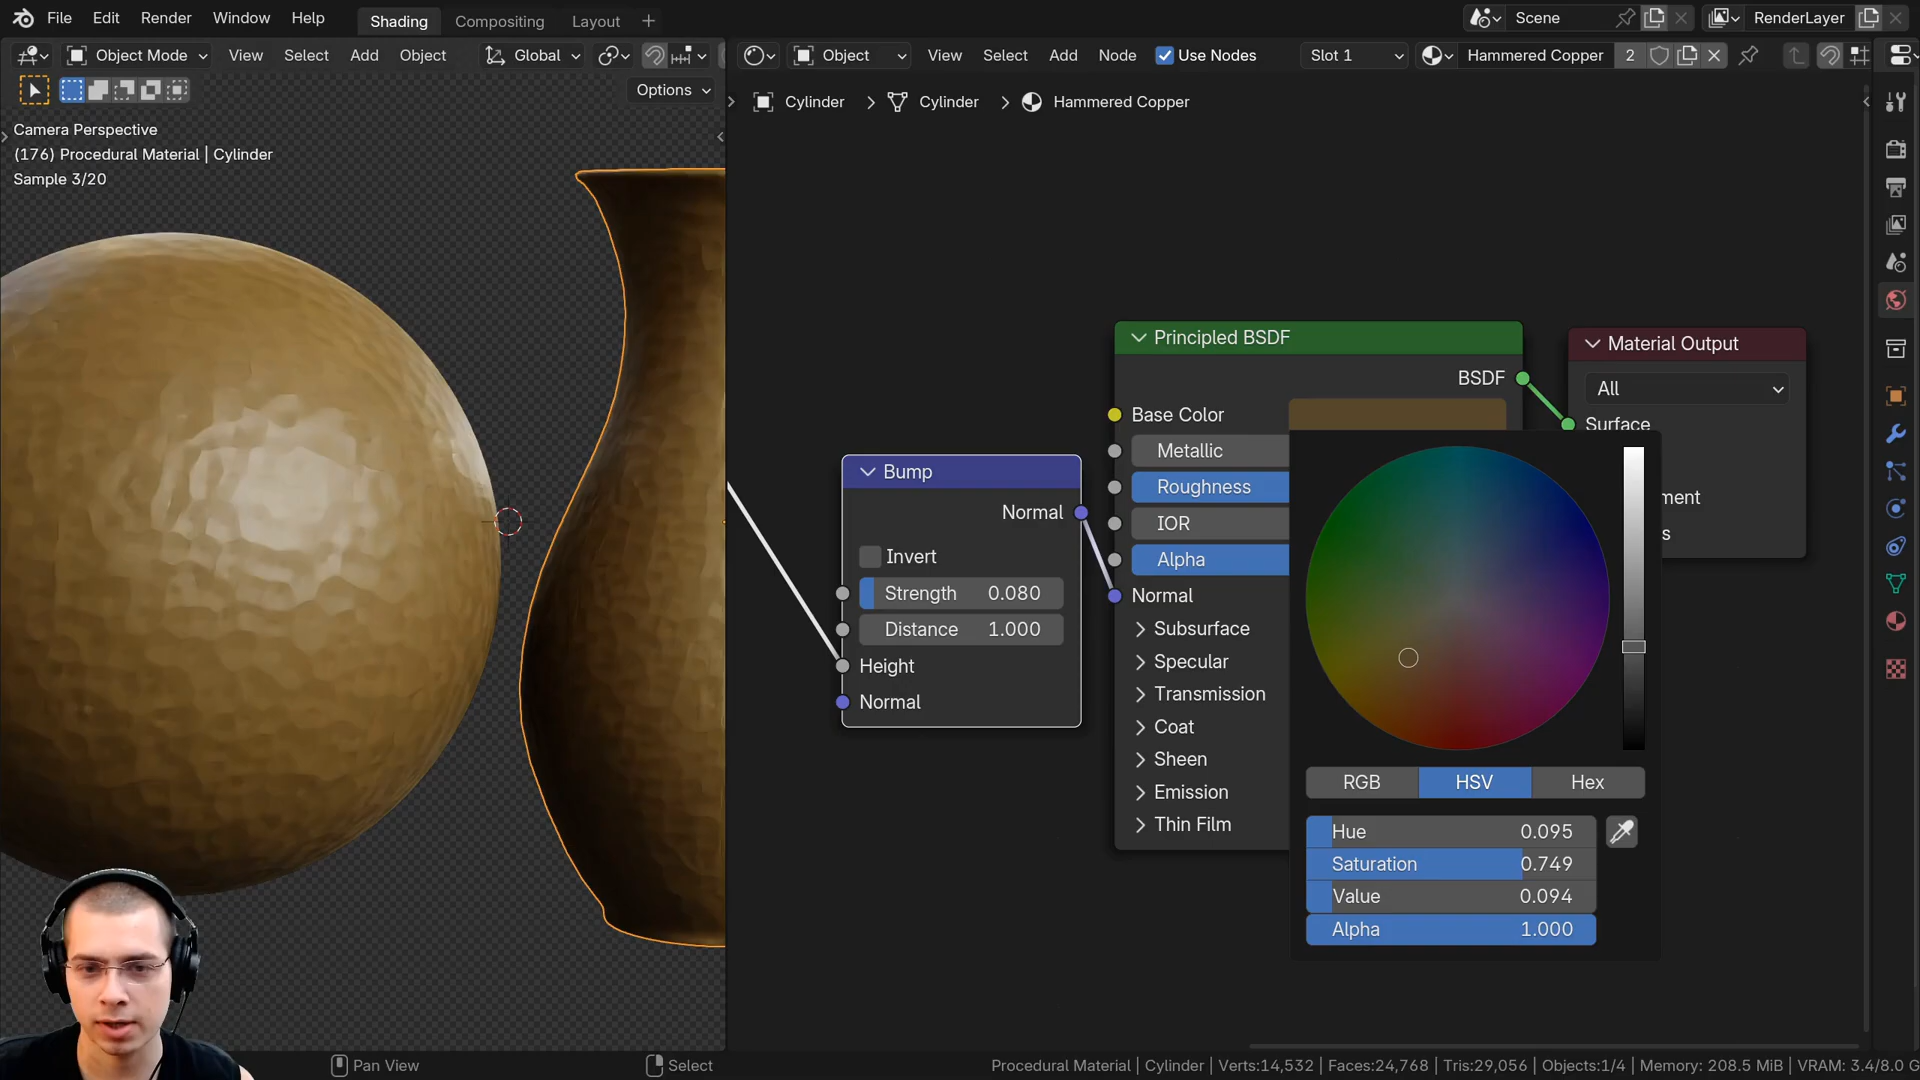 File Edit Render Window Help Shading Compositing Layout + Scene RenderLayer
Object Mode View Select Add Object Global Object View Select Add Node Use Nodes Slot 1 Hammered Copper 2
Options
Cylinder Cylinder Hammered Copper
Camera Perspective
(176) Procedural Material | Cylinder
Sample 3/20
Principled BSDF
BSDF
Base Color
Metallic
Roughness
IOR
Alpha
Normal
Subsurface
Specular
Transmission
Coat
Sheen
Emission
Thin Film
Material Output
All
Surface
ment
s
Bump
Normal
Invert
Strength 0.080
Distance 1.000
Height
Normal
RGB HSV Hex
Hue 0.095
Saturation 0.749
Value 0.094
Alpha 1.000
Pan View Select Procedural Material | Cylinder | Verts:14,532 | Faces:24,768 | Tris:29,056 | Objects:1/4 | Memory: 208.5 MiB | VRAM: 3.4/8.0 G